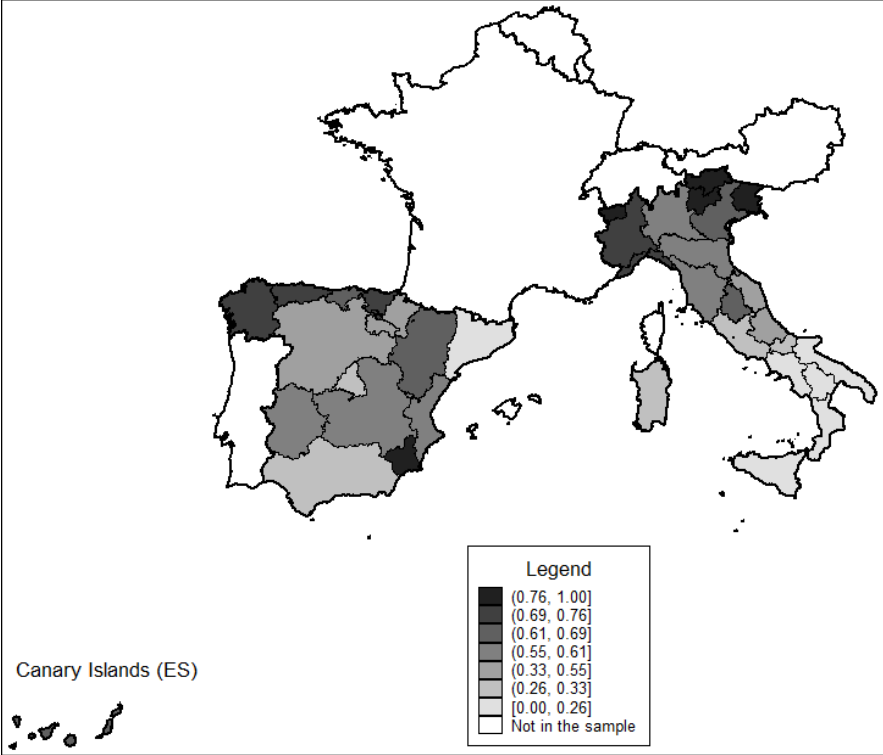 Legend
(0.76, 1.00]
(0.69, 0.76]
(0.61, 0.69]
(0.55, 0.61]
(0.33, 0.55]
(0.26, 0.33]
[0.00, 0.26]
Not in the sample
Canary Islands (ES)